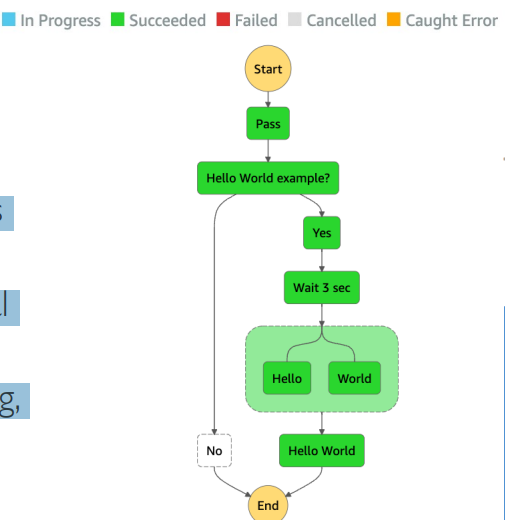 In Progress Succeeded Failed Cancelled Caught Error
Start
Pass
Hello World example?
Yes
Wait 3 sec
Hello World
No Hello World
End